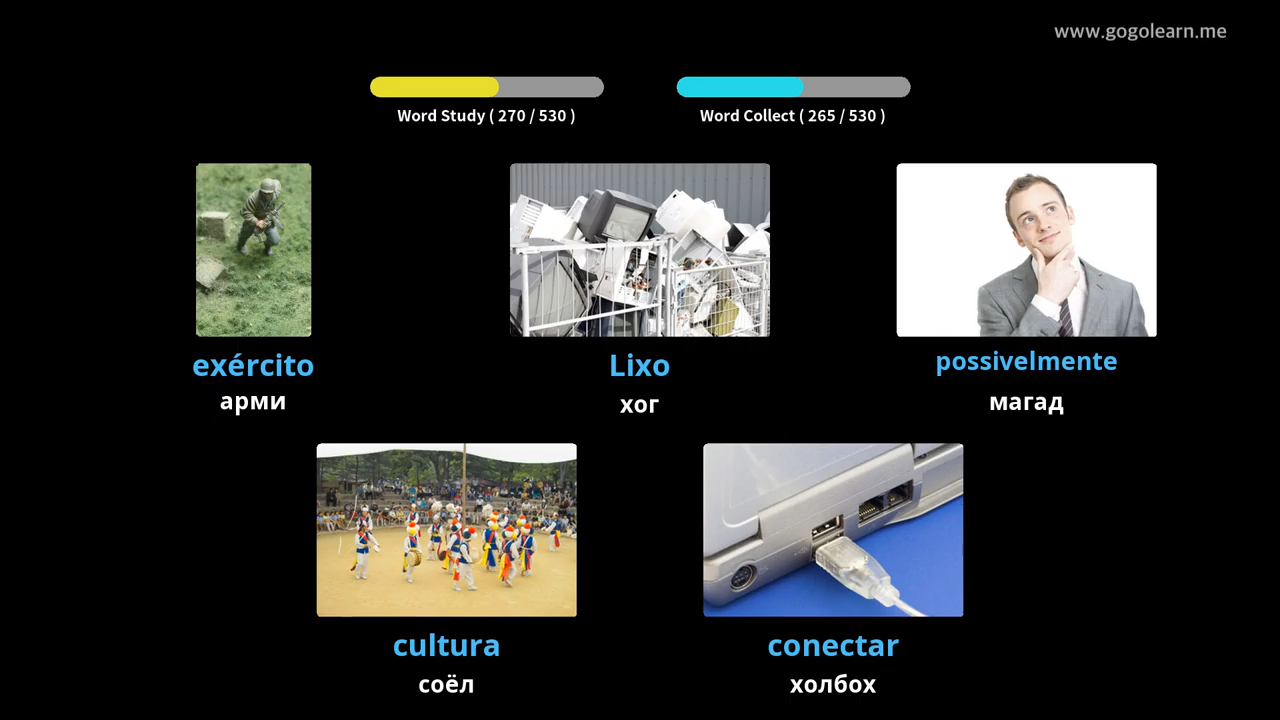 www.gogolearn.me
Word Study ( 270 / 530 )
Word Collect ( 265 / 530 )
exército
арми
Lixo
хог
possivelmente
магад
cultura
соёл
conectar
холбох